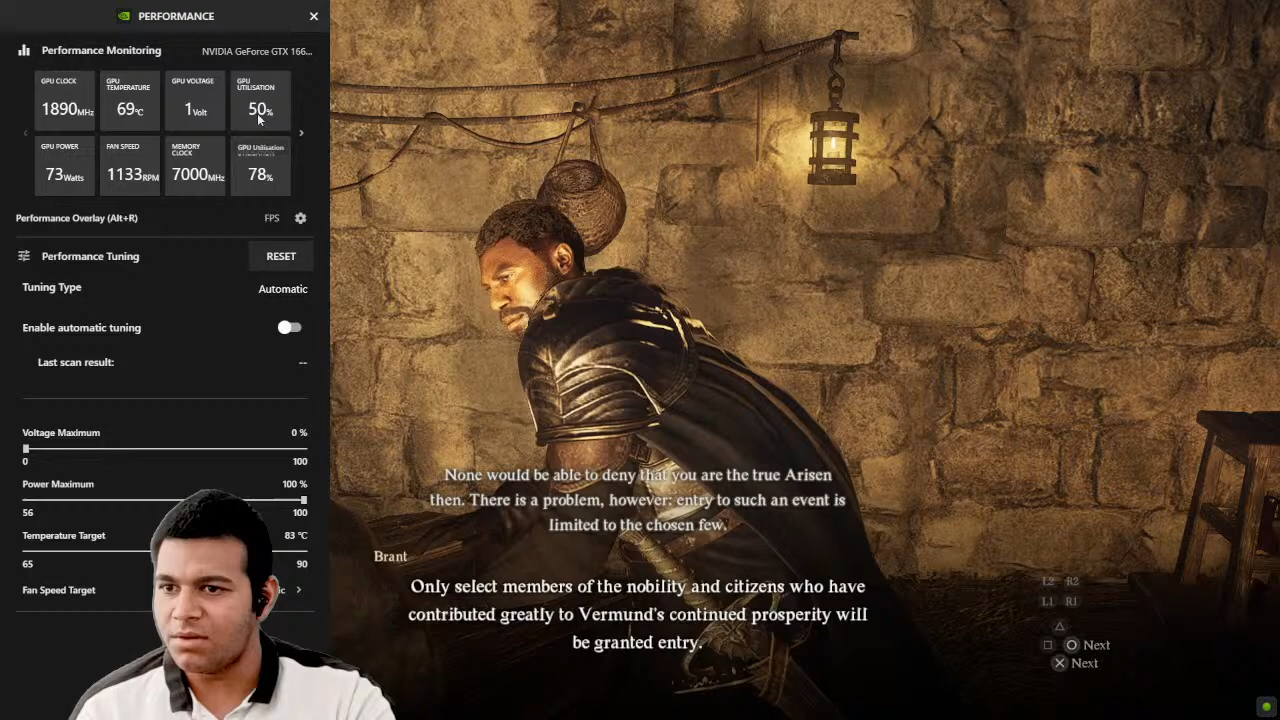 PERFORMANCE
Performance Monitoring
NVIDIA GeForce GTX 166...
GPU CLOCK
1890MHz
GPU TEMPERATURE
69°C
GPU VOLTAGE
1Volt
GPU UTILISATION
50%
GPU POWER
73Watts
FAN SPEED
1133RPM
MEMORY CLOCK
7000MHz
GPU Utilisation
78%
Performance Overlay (Alt+R)
FPS
Performance Tuning
RESET
Tuning Type
Automatic
Enable automatic tuning
Last scan result:
--
Voltage Maximum
0 %
0
100
Power Maximum
100 %
56
100
Temperature Target
83 °C
65
90
Fan Speed Target
None would be able to deny that you are the true Arisen
then. There is a problem, however: entry to such an event is
limited to the chosen few.
Brant
Only select members of the nobility and citizens who have
contributed greatly to Vermund's continued prosperity will
be granted entry.
L2 R2
L1 R1
Next
Next